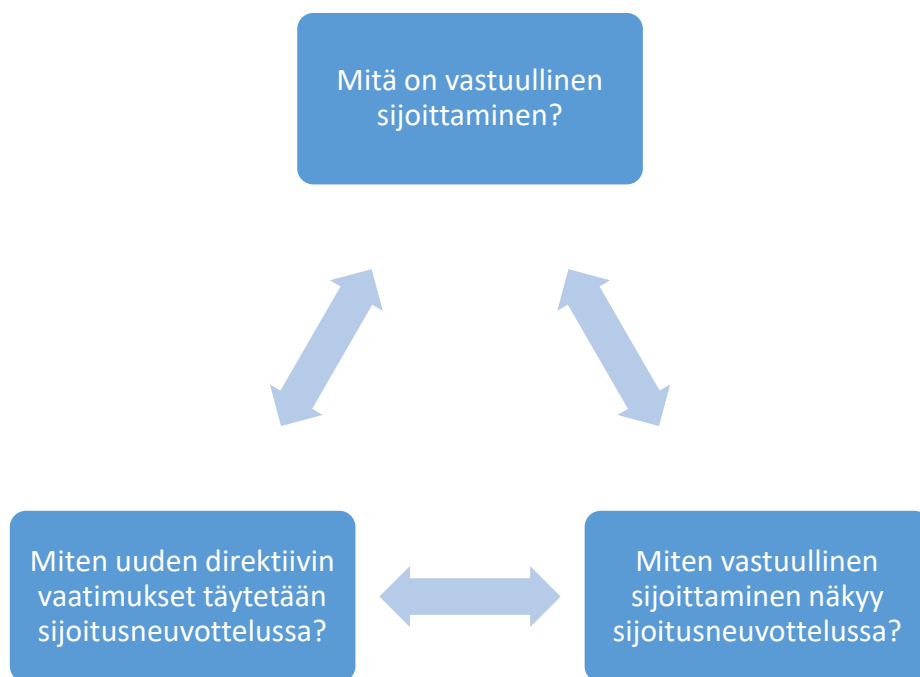 Mitä on vastuullinen
sijoittaminen?
Miten uuden direktiivin
vaatimukset täytetään
sijoitusneuvottelussa?
Miten vastuullinen
sijoittaminen näkyy
sijoitusneuvottelussa?